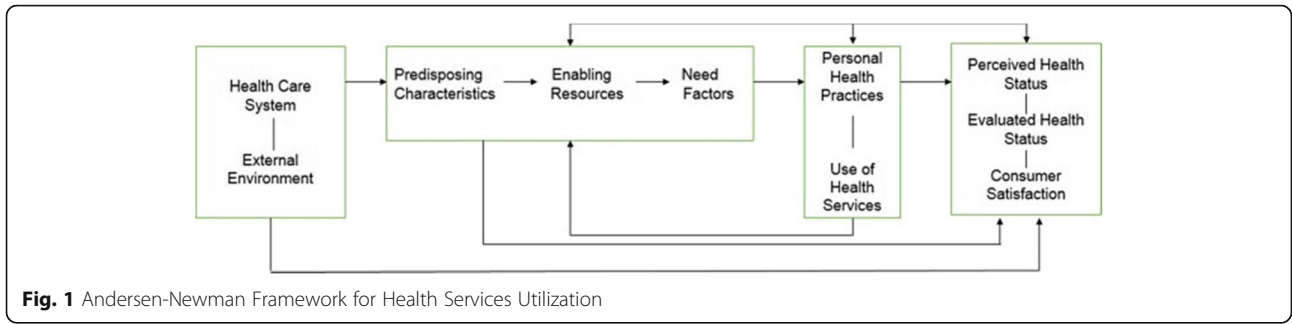 Health Care
System
External
Environment
Predisposing
Characteristics
Enabling
Resources
Need
Factors
Personal
Health
Practices
Use of
Health
Services
Perceived Health
Status
Evaluated Health
Status
Consumer
Satisfaction
Fig. 1 Andersen-Newman Framework for Health Services Utilization